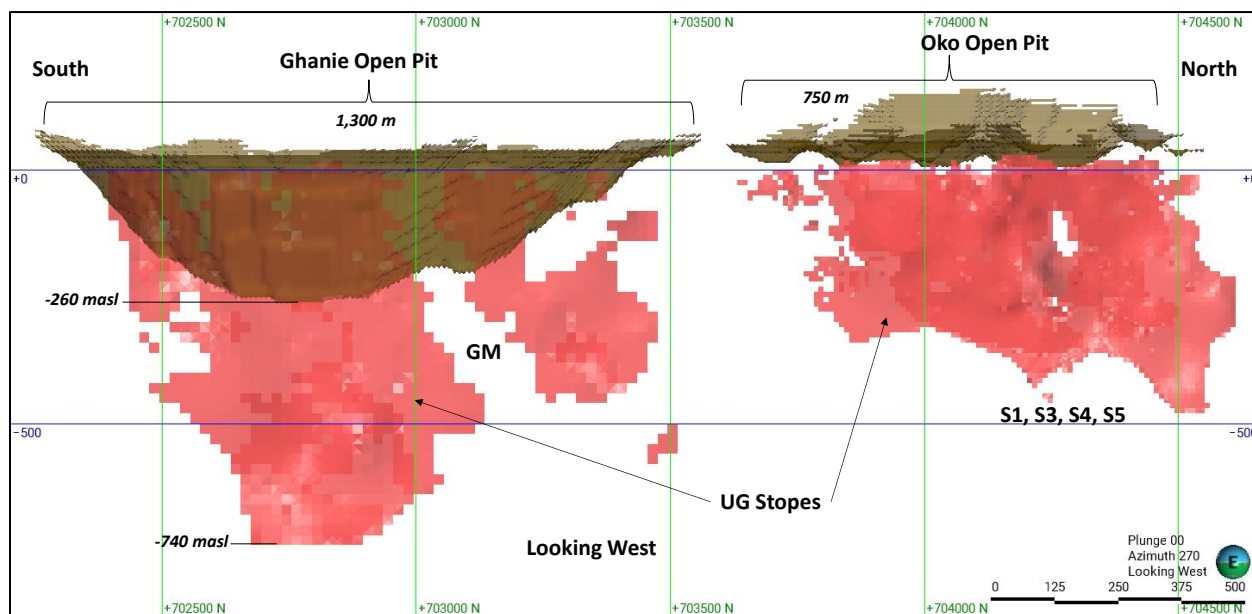 +702500 N
+703000 N
+703500 N
+704000 N
+704500 N
South
Ghanie Open Pit
Oko Open Pit
North
1,300 m
750 m
+0
+0
-260 masl
GM
-500
-500
S1, S3, S4, S5
UG Stopes
-740 masl
Looking West
Plunge 00
Azimuth 270
Looking West
E
0 125 250 375 500
+702500 N
+703000 N
+703500 N
+704000 N
+704500 N